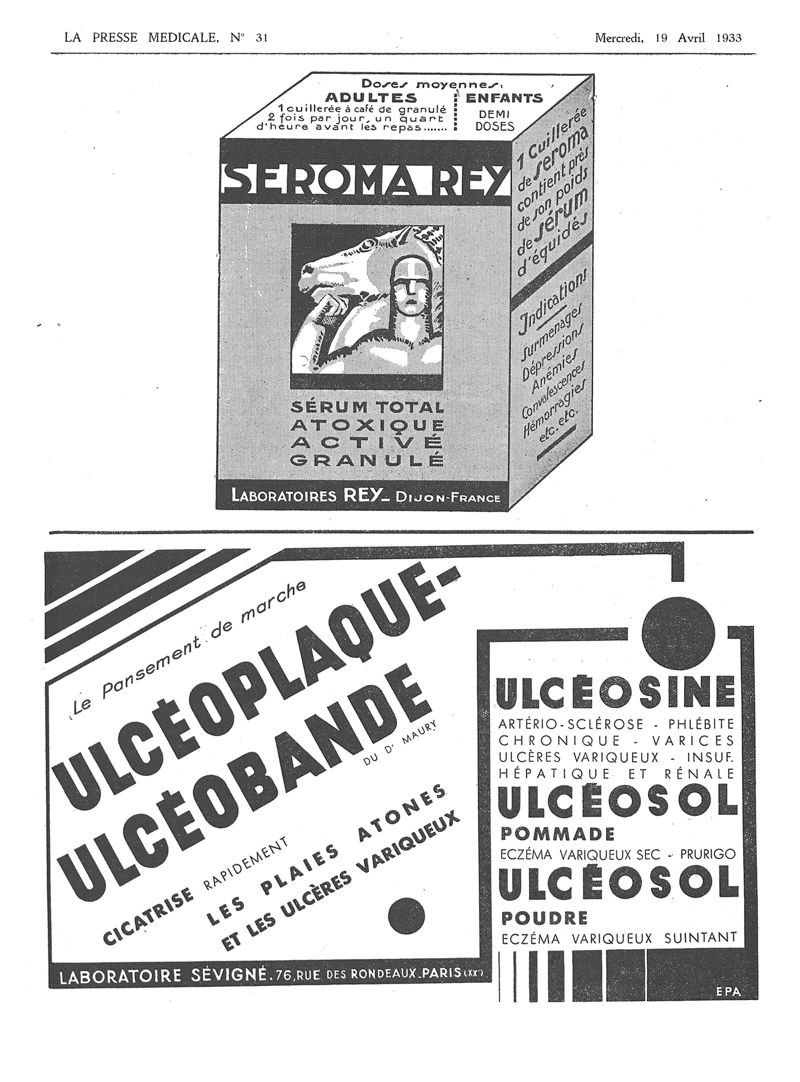 LA PRESSE MEDICALE, N° 31
Mercredi, 19 Avril 1933
Doses moyennes.
ADULTES
1 cuillerée à café de granulé
2 fois par jour, un quart
d'heure avant les repas.......
ENFANTS
DEMI
DOSES
SEROMA REY
SÉRUM TOTAL
ATOXIQUE
ACTIVÉ
GRANULÉ
LABORATOIRES REY_ DIJON-FRANCE
1 Cuillerée
de seroma
contient près
de son poids
de sérum
d'équidés
Indications
Surmenages
Dépressions
Anémies
Convalescences
Hémorragies
etc. etc.
Le Pansement de marche
ULCÉOPLAQUE-
ULCÉOBANDE
DU Dr MAURY
CICATRISE RAPIDEMENT
LES PLAIES ATONES
ET LES ULCÈRES VARIQUEUX
LABORATOIRE SÉVIGNÉ. 76, RUE DES RONDEAUX_PARIS (XXe)
ULCÉOSINE
ARTÉRIO-SCLÉROSE - PHLÉBITE
CHRONIQUE - VARICES
ULCÈRES VARIQUEUX - INSUF.
HÉPATIQUE ET RÉNALE
ULCÉOSOL
POMMADE
ECZÉMA VARIQUEUX SEC - PRURIGO
ULCÉOSOL
POUDRE
ECZÉMA VARIQUEUX SUINTANT
EPA